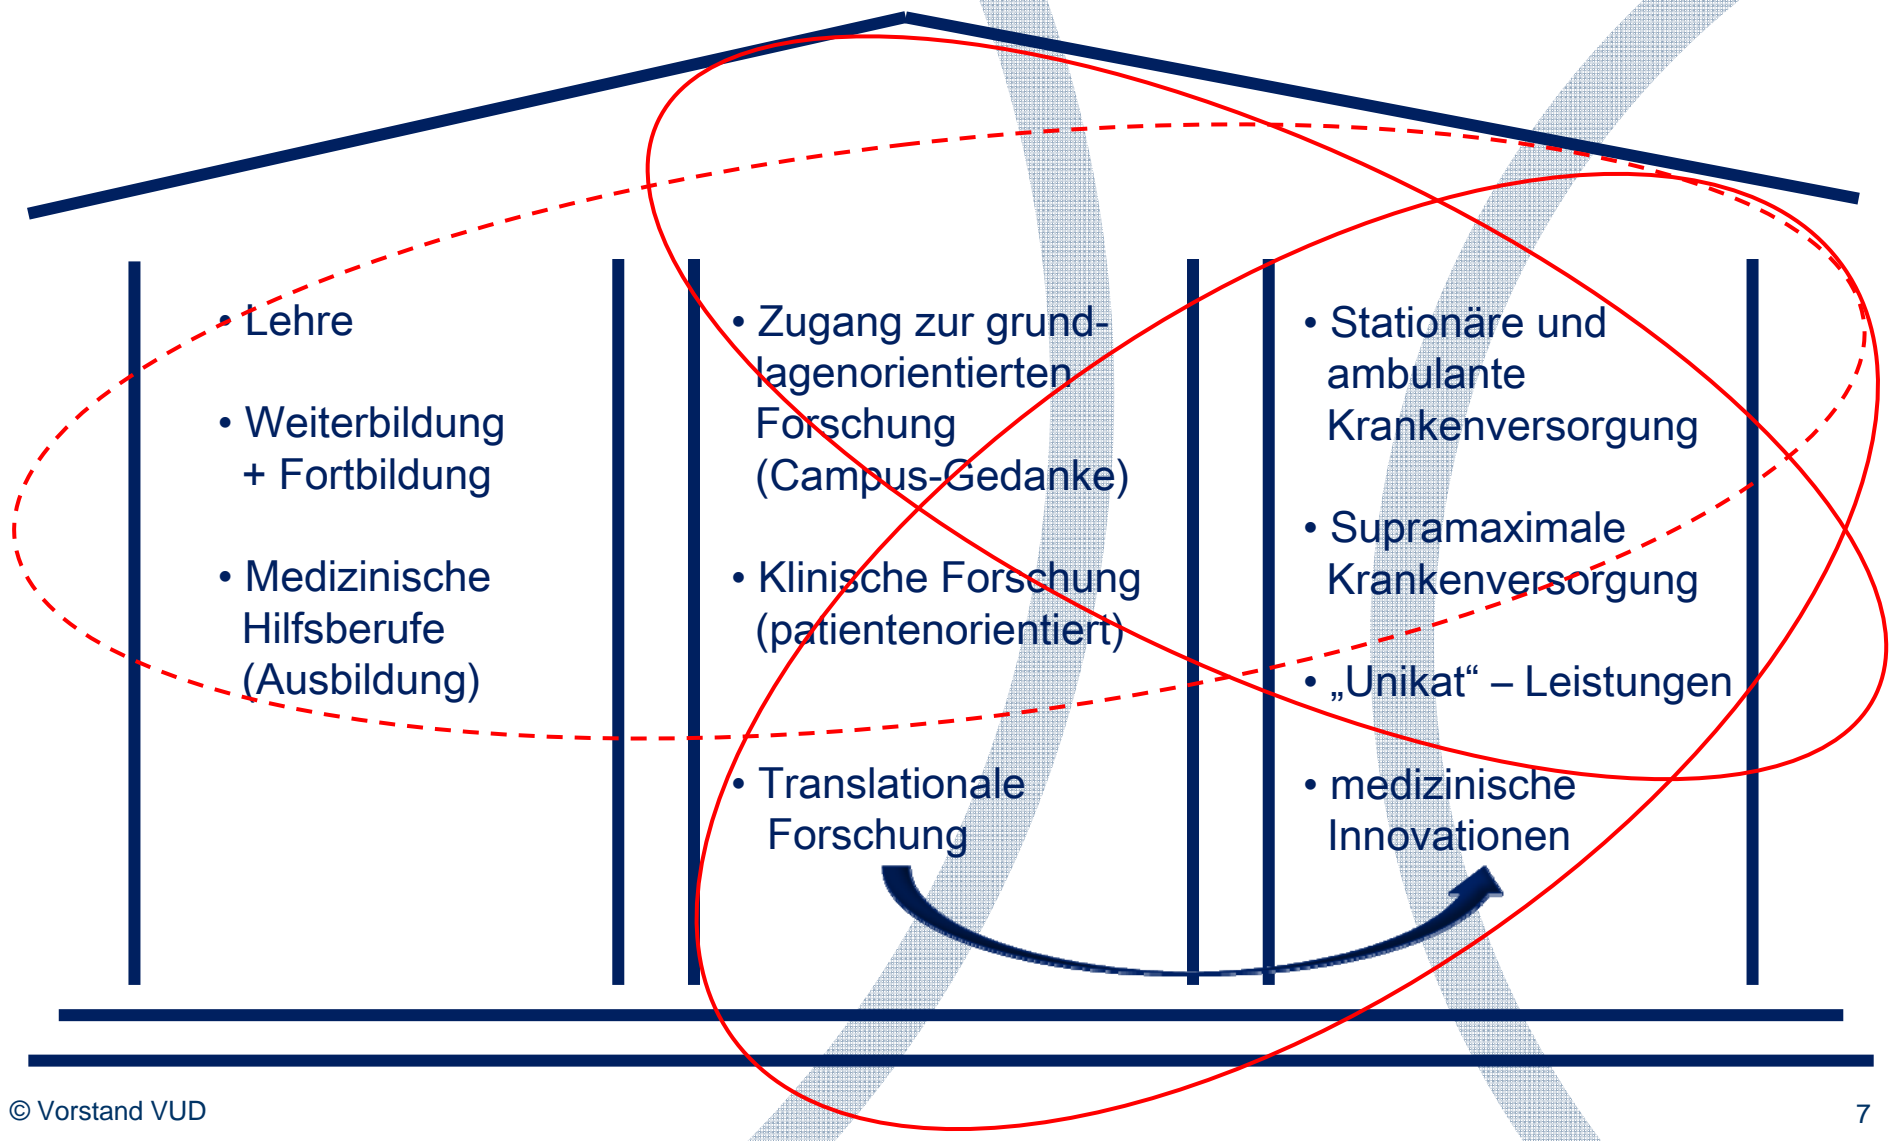 • Lehre
• Weiterbildung
+ Fortbildung
• Medizinische
Hilfsberufe
(Ausbildung)
• Zugang zur grund-
lagenorientierten
Forschung
(Campus-Gedanke)
• Klinische Forschung
(patientenorientiert)
• Translationale
Forschung
• Stationäre und
ambulante
Krankenversorgung
• Supramaximale
Krankenversorgung
• „Unikat“ – Leistungen
• medizinische
Innovationen
© Vorstand VUD
7